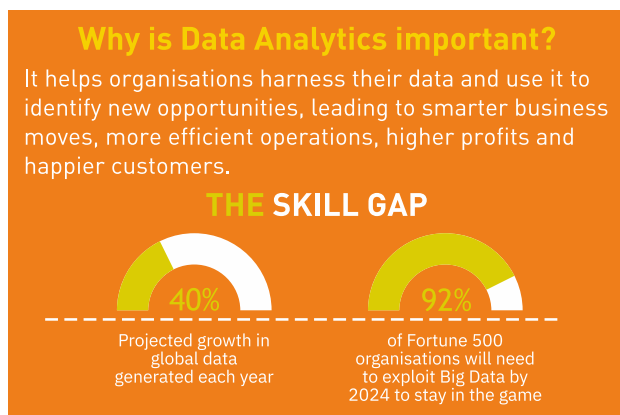 Why is Data Analytics important?
It helps organisations harness their data and use it to
identify new opportunities, leading to smarter business
moves, more efficient operations, higher profits and
happier customers.
THE SKILL GAP
40%
Projected growth in
global data
generated each year
92%
of Fortune 500
organisations will need
to exploit Big Data by
2024 to stay in the game